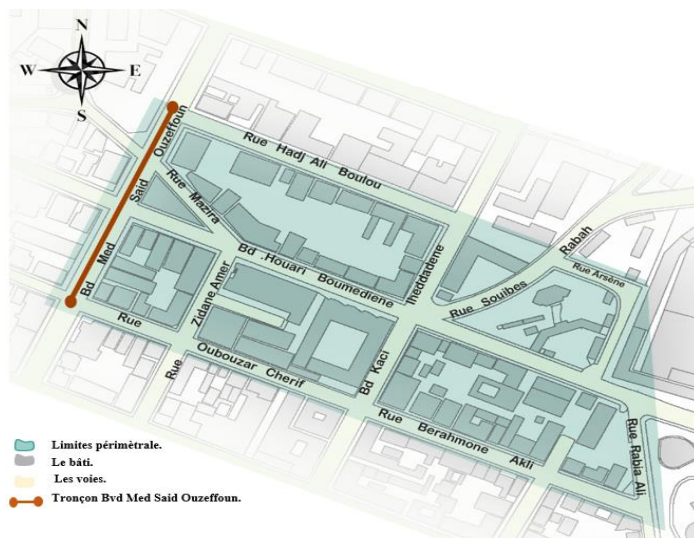 N
W E
S
Rue Hadj Ali Boulou
Bd Med Said Ouzeffoun
Rue Mazira
Bd .Houari Boumediene
Rue Squibes Rabah
Rue Arsène
Rue Zidane Amer
Bd Kaci Iheddadene
Rue Oubouzar Cherif
Rue Berahmone Akli
Rue Rabia Ali
Limites périmètrale.
Le bâti.
Les voies.
Tronçon Bvd Med Said Ouzeffoun.